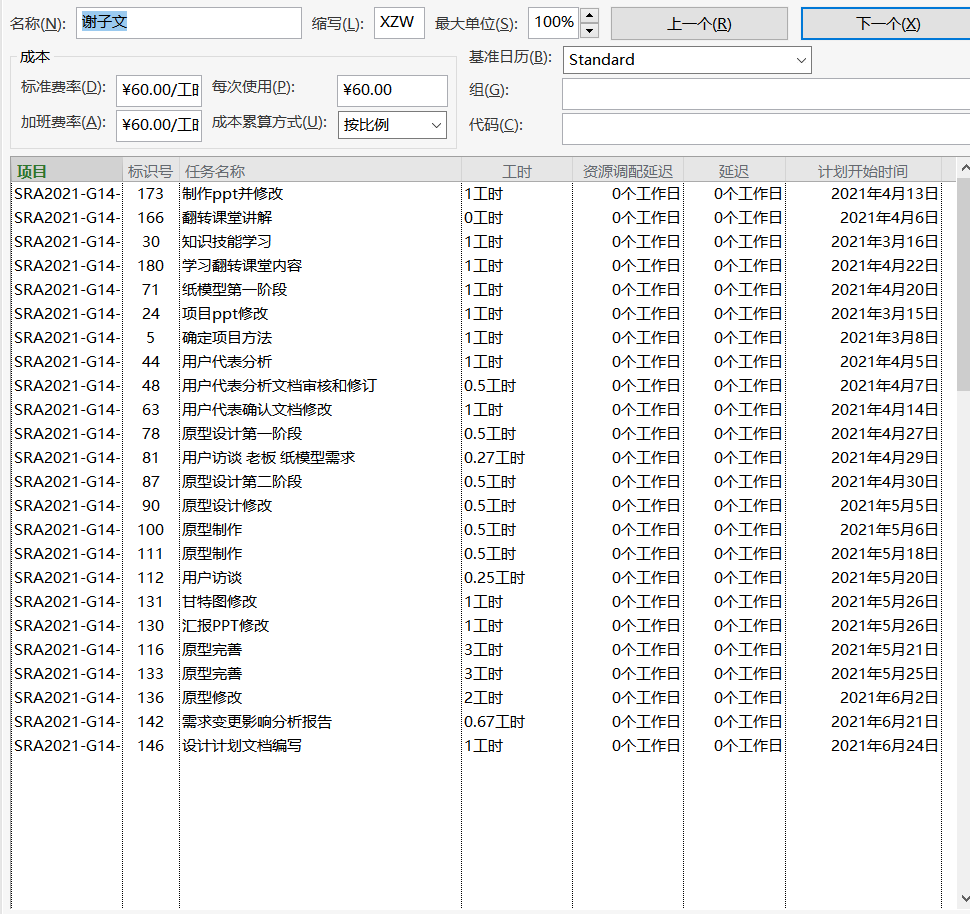 名称(N): 谢子文 缩写(L): XZW 最大单位(S): 100% 上一个(R) 下一个(X)
成本 基准日历(B): Standard
标准费率(D): ¥60.00/工时 每次使用(P): ¥60.00 组(G):
加班费率(A): ¥60.00/工时 成本累算方式(U): 按比例 代码(C):
项目 标识号 任务名称 工时 资源调配延迟 延迟 计划开始时间
SRA2021-G14- 173 制作ppt并修改 1工时 0个工作日 0个工作日 2021年4月13日
SRA2021-G14- 166 翻转课堂讲解 0工时 0个工作日 0个工作日 2021年4月6日
SRA2021-G14- 30 知识技能学习 1工时 0个工作日 0个工作日 2021年3月16日
SRA2021-G14- 180 学习翻转课堂内容 1工时 0个工作日 0个工作日 2021年4月22日
SRA2021-G14- 71 纸模型第一阶段 1工时 0个工作日 0个工作日 2021年4月20日
SRA2021-G14- 24 项目ppt修改 1工时 0个工作日 0个工作日 2021年3月15日
SRA2021-G14- 5 确定项目方法 1工时 0个工作日 0个工作日 2021年3月8日
SRA2021-G14- 44 用户代表分析 1工时 0个工作日 0个工作日 2021年4月5日
SRA2021-G14- 48 用户代表分析文档审核和修订 0.5工时 0个工作日 0个工作日 2021年4月7日
SRA2021-G14- 63 用户代表确认文档修改 1工时 0个工作日 0个工作日 2021年4月14日
SRA2021-G14- 78 原型设计第一阶段 0.5工时 0个工作日 0个工作日 2021年4月27日
SRA2021-G14- 81 用户访谈 老板 纸模型需求 0.27工时 0个工作日 0个工作日 2021年4月29日
SRA2021-G14- 87 原型设计第二阶段 0.5工时 0个工作日 0个工作日 2021年4月30日
SRA2021-G14- 90 原型设计修改 0.5工时 0个工作日 0个工作日 2021年5月5日
SRA2021-G14- 100 原型制作 0.5工时 0个工作日 0个工作日 2021年5月6日
SRA2021-G14- 111 原型制作 0.5工时 0个工作日 0个工作日 2021年5月18日
SRA2021-G14- 112 用户访谈 0.25工时 0个工作日 0个工作日 2021年5月20日
SRA2021-G14- 131 甘特图修改 1工时 0个工作日 0个工作日 2021年5月26日
SRA2021-G14- 130 汇报PPT修改 1工时 0个工作日 0个工作日 2021年5月26日
SRA2021-G14- 116 原型完善 3工时 0个工作日 0个工作日 2021年5月21日
SRA2021-G14- 133 原型完善 3工时 0个工作日 0个工作日 2021年5月25日
SRA2021-G14- 136 原型修改 2工时 0个工作日 0个工作日 2021年6月2日
SRA2021-G14- 142 需求变更影响分析报告 0.67工时 0个工作日 0个工作日 2021年6月21日
SRA2021-G14- 146 设计计划文档编写 1工时 0个工作日 0个工作日 2021年6月24日